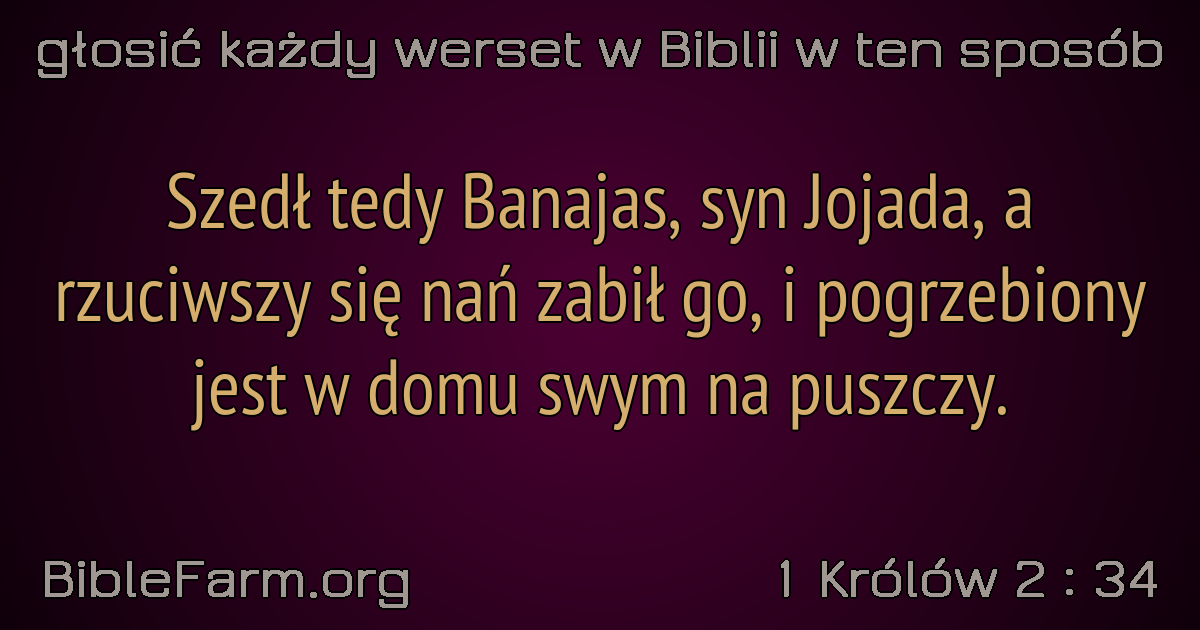 głosić każdy werset w Biblii w ten sposób
Szedł tedy Banajas, syn Jojada, a
rzuciwszy się nań zabił go, i pogrzebiony
jest w domu swym na puszczy.
BibleFarm.org
1 Królów 2 : 34